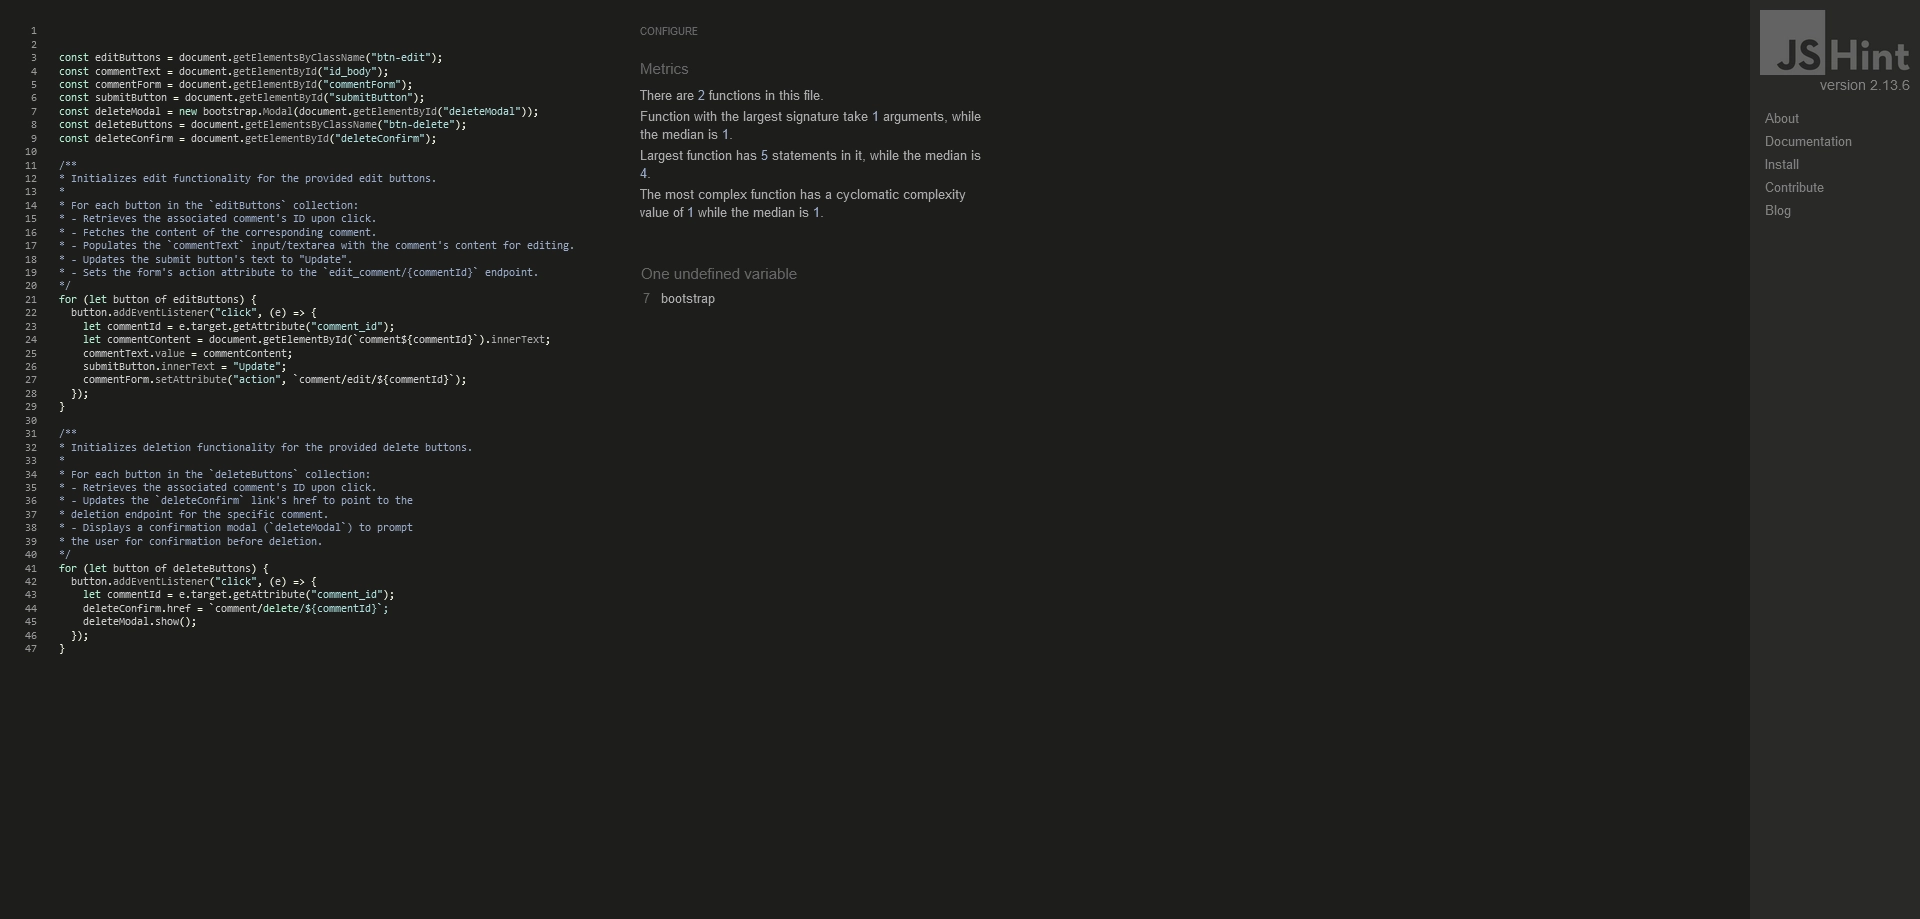 1
2
3 const editButtons = document.getElementsByClassName("btn-edit");
4 const commentText = document.getElementById("id_body");
5 const commentForm = document.getElementById("commentForm");
6 const submitButton = document.getElementById("submitButton");
7 const deleteModal = new bootstrap.Modal(document.getElementById("deleteModal"));
8 const deleteButtons = document.getElementsByClassName("btn-delete");
9 const deleteConfirm = document.getElementById("deleteConfirm");
10
11 /**
12 * Initializes edit functionality for the provided edit buttons.
13 *
14 * For each button in the `editButtons` collection:
15 * - Retrieves the associated comment's ID upon click.
16 * - Fetches the content of the corresponding comment.
17 * - Populates the `commentText` input/textarea with the comment's content for editing.
18 * - Updates the submit button's text to "Update".
19 * - Sets the form's action attribute to the `edit_comment/{commentId}` endpoint.
20 */
21 for (let button of editButtons) {
22 button.addEventListener("click", (e) => {
23 let commentId = e.target.getAttribute("comment_id");
24 let commentContent = document.getElementById(`comment${commentId}`).innerText;
25 commentText.value = commentContent;
26 submitButton.innerText = "Update";
27 commentForm.setAttribute("action", `comment/edit/${commentId}`);
28 });
29 }
30
31 /**
32 * Initializes deletion functionality for the provided delete buttons.
33 *
34 * For each button in the `deleteButtons` collection:
35 * - Retrieves the associated comment's ID upon click.
36 * - Updates the `deleteConfirm` link's href to point to the
37 * deletion endpoint for the specific comment.
38 * - Displays a confirmation modal (`deleteModal`) to prompt
39 * the user for confirmation before deletion.
40 */
41 for (let button of deleteButtons) {
42 button.addEventListener("click", (e) => {
43 let commentId = e.target.getAttribute("comment_id");
44 deleteConfirm.href = `comment/delete/${commentId}`;
45 deleteModal.show();
46 });
47 }
CONFIGURE
Metrics
There are 2 functions in this file.
Function with the largest signature take 1 arguments, while
the median is 1.
Largest function has 5 statements in it, while the median is
4.
The most complex function has a cyclomatic complexity
value of 1 while the median is 1.
One undefined variable
7 bootstrap
JSHint
version 2.13.6
About
Documentation
Install
Contribute
Blog